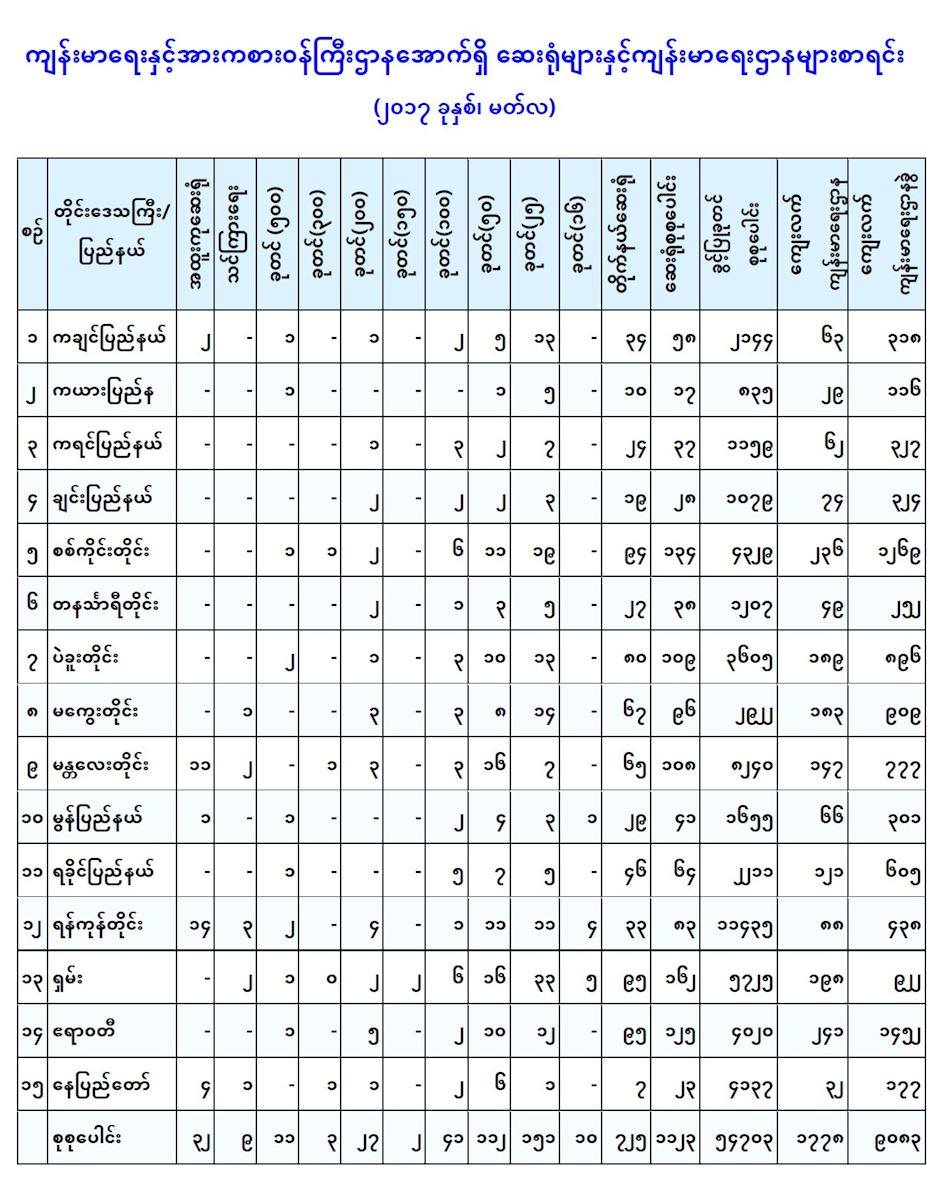 ကျန်းမာရေးနှင့်အားကစားဝန်ကြီးဌာနအောက်ရှိ ဆေးရုံများနှင့်ကျန်းမာရေးဌာနများစာရင်း
(၂၀၁၇ ခုနှစ်၊ မတ်လ)
စဉ် တိုင်းဒေသကြီး/ပြည်နယ် ခုတင် (၅၀၀) ခုတင်(၃၀၀) ခုတင်(၂၀၀) ခုတင်(၁၅၀) ခုတင်(၁၀၀) ခုတင်(၅၀) ခုတင်(၂၅) ခုတင်(၁၆) တိုက်နယ်ဆေးရုံ ဆေးရုံစုစုပေါင်း ခွင့်ပြုကုတင် စုစုပေါင်း ကျေးလက် ကျန်းမာရေးဌာန ကျေးလက် ကျန်းမာရေးဌာနခွဲ
၁ ကချင်ပြည်နယ် ၂ - ၁ - ၁ - ၂ ၅ ၁၃ - ၃၄ ၅၈ ၂၁၄၄ ၆၃ ၃၁၈
၂ ကယားပြည်န - - ၁ - - - - ၁ ၅ - ၁၀ ၁၇ ၈၃၅ ၂၉ ၁၁၆
၃ ကရင်ပြည်နယ် - - - - ၁ - ၃ ၂ ၇ - ၂၄ ၃၇ ၁၁၅၉ ၆၂ ၃၂၇
၄ ချင်းပြည်နယ် - - - - ၂ - ၂ ၂ ၃ - ၁၉ ၂၈ ၁၀၇၉ ၇၄ ၃၂၄
၅ စစ်ကိုင်းတိုင်း - - ၁ ၁ ၂ - ၆ ၁၁ ၁၉ - ၉၄ ၁၃၄ ၄၃၂၉ ၂၃၆ ၁၂၆၉
၆ တနင်္သာရီတိုင်း - - - - ၂ - ၁ ၃ ၅ - ၂၇ ၃၈ ၁၂၀၇ ၄၉ ၂၅၂
၇ ပဲခူးတိုင်း - - ၂ - ၁ - ၃ ၁၀ ၁၃ - ၈၀ ၁၀၉ ၃၆၀၅ ၁၈၉ ၈၉၆
၈ မကွေးတိုင်း - ၁ - - ၃ - ၃ ၈ ၁၄ - ၆၇ ၉၆ ၂၉၂၂ ၁၈၃ ၉၀၉
၉ မန္တလေးတိုင်း ၁၁ ၂ - ၁ ၃ - ၃ ၁၆ ၇ - ၆၅ ၁၀၈ ၈၂၄၀ ၁၄၇ ၇၇၇
၁၀ မွန်ပြည်နယ် ၁ - ၁ - - - ၂ ၄ ၃ ၁ ၂၉ ၄၁ ၁၆၅၅ ၆၆ ၃၀၁
၁၁ ရခိုင်ပြည်နယ် - - ၁ - - - ၅ ၇ ၅ - ၄၆ ၆၄ ၂၂၁၁ ၁၂၁ ၆၀၅
၁၂ ရန်ကုန်တိုင်း ၁၄ ၃ ၂ - ၄ - ၁ ၁၁ ၁၁ ၄ ၃၃ ၈၃ ၁၁၄၃၅ ၈၈ ၄၃၈
၁၃ ရှမ်း - ၂ ၁ ၀ ၂ ၂ ၆ ၁၆ ၃၃ ၅ ၉၅ ၁၆၂ ၅၇၂၅ ၁၉၈ ၉၂၂
၁၄ ဧရာဝတီ - - ၁ - ၅ - ၂ ၁၀ ၁၂ - ၉၅ ၁၂၅ ၄၀၂၀ ၂၄၁ ၁၄၅၂
၁၅ နေပြည်တော် ၄ ၁ - ၁ ၁ - ၂ ၆ ၁ - ၇ ၂၃ ၄၁၃၇ ၃၂ ၁၇၇
စုစုပေါင်း ၃၂ ၉ ၁၁ ၃ ၂၇ ၂ ၄၁ ၁၁၂ ၁၅၁ ၁၀ ၇၂၅ ၁၁၂၃ ၅၄၇၀၃ ၁၇၇၈ ၉၀၈၃